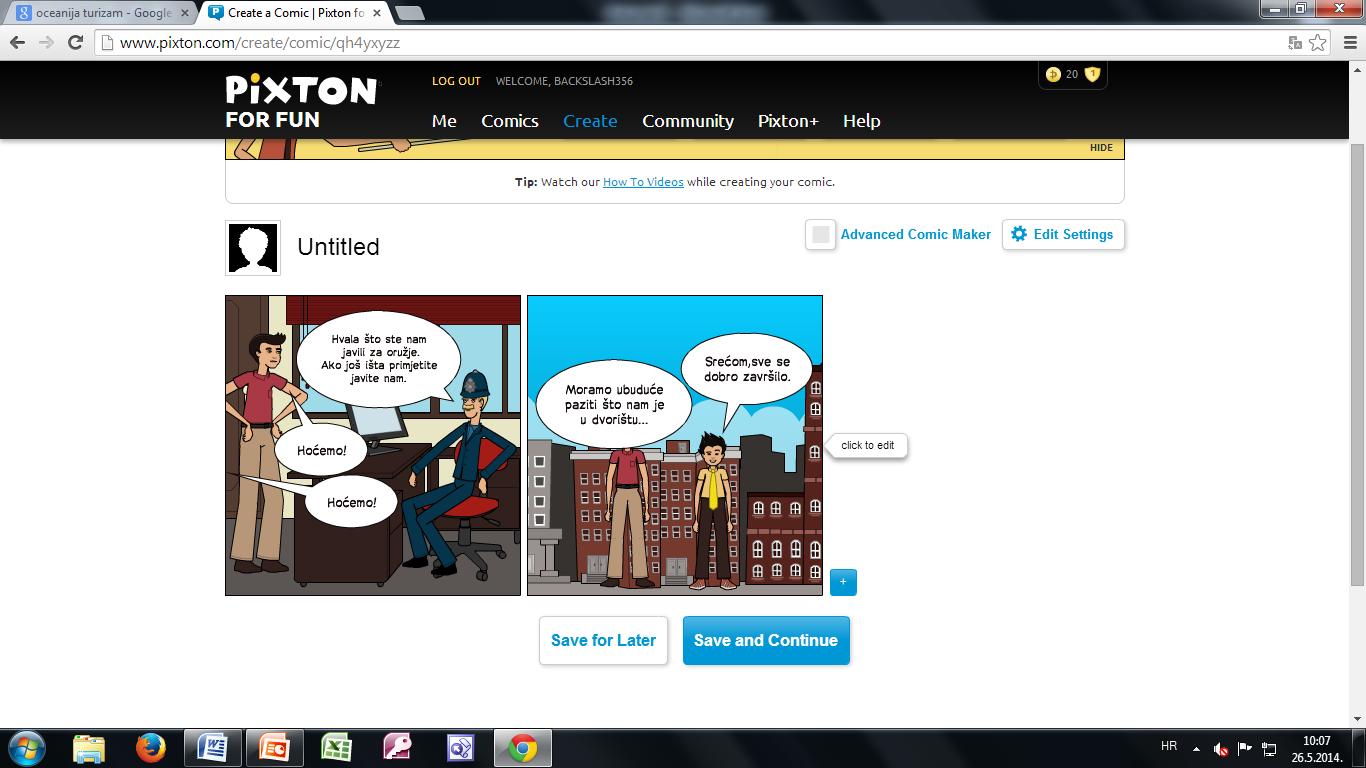 oceanija turizam - Google
Create a Comic | Pixton fo
www.pixton.com/create/comic/qh4yxyzz
PiXTON
FOR FUN
LOG OUT WELCOME, BACKSLASH356
20 1
Me Comics Create Community Pixton+ Help
HIDE
Tip: Watch our How To Videos while creating your comic.
Untitled
Advanced Comic Maker
Edit Settings
Hvala što ste nam
javili za oružje.
Ako još išta primjetite
javite nam.
Hoćemo!
Hoćemo!
Srećom,sve se
dobro završilo.
Moramo ubuduće
paziti što nam je
u dvorištu...
click to edit
+
Save for Later
Save and Continue
HR
10:07
26.5.2014.